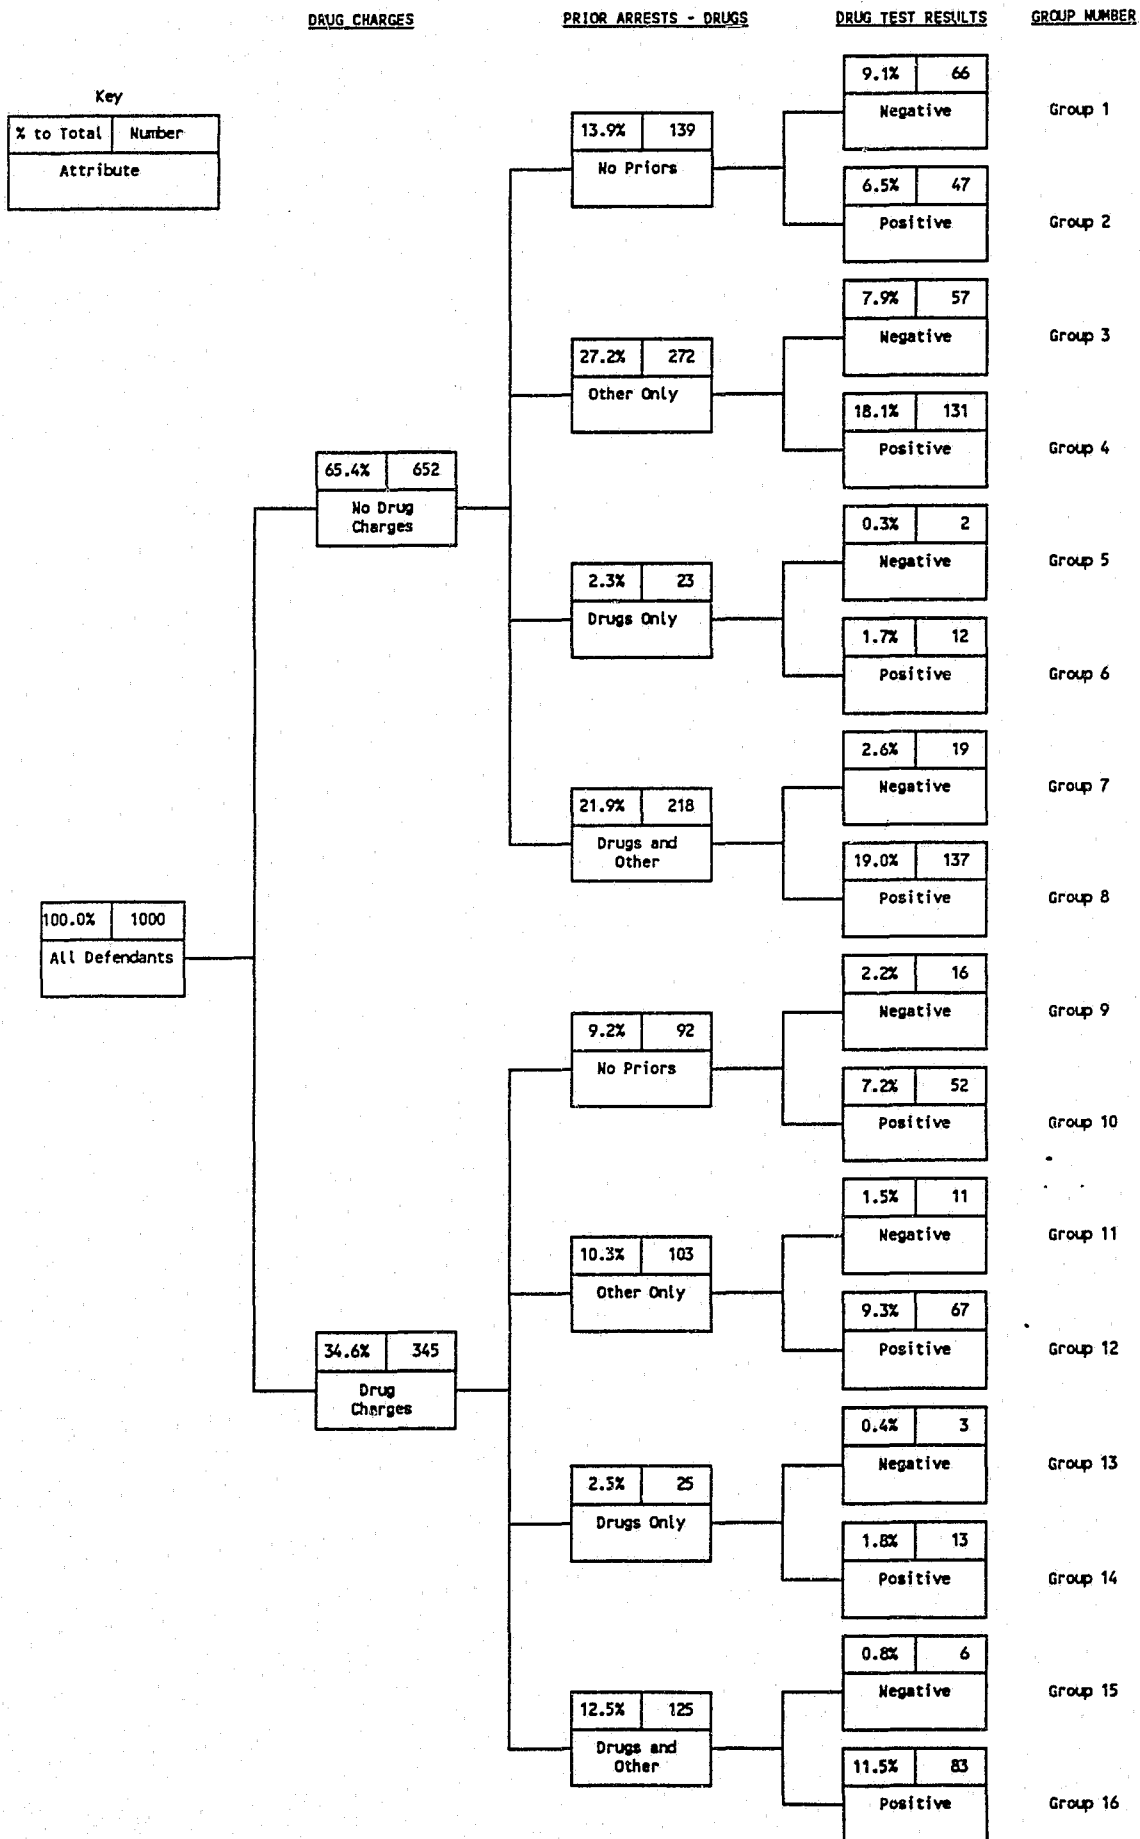 DRUG CHARGES PRIOR ARRESTS - DRUGS DRUG TEST RESULTS GROUP NUMBER
Key
% to Total Number
Attribute
9.1% 66
Negative Group 1
13.9% 139
No Priors
6.5% 47
Positive Group 2
7.9% 57
Negative Group 3
27.2% 272
Other Only
18.1% 131
Positive Group 4
65.4% 652
No Drug
Charges
0.3% 2
Negative Group 5
2.3% 23
Drugs Only
1.7% 12
Positive Group 6
2.6% 19
Negative Group 7
21.9% 218
Drugs and
Other
19.0% 137
Positive Group 8
100.0% 1000
All Defendants
2.2% 16
Negative Group 9
9.2% 92
No Priors
7.2% 52
Positive Group 10
1.5% 11
Negative Group 11
10.3% 103
Other Only
9.3% 67
Positive Group 12
34.6% 345
Drug
Charges
0.4% 3
Negative Group 13
2.5% 25
Drugs Only
1.8% 13
Positive Group 14
0.8% 6
Negative Group 15
12.5% 125
Drugs and
Other
11.5% 83
Positive Group 16